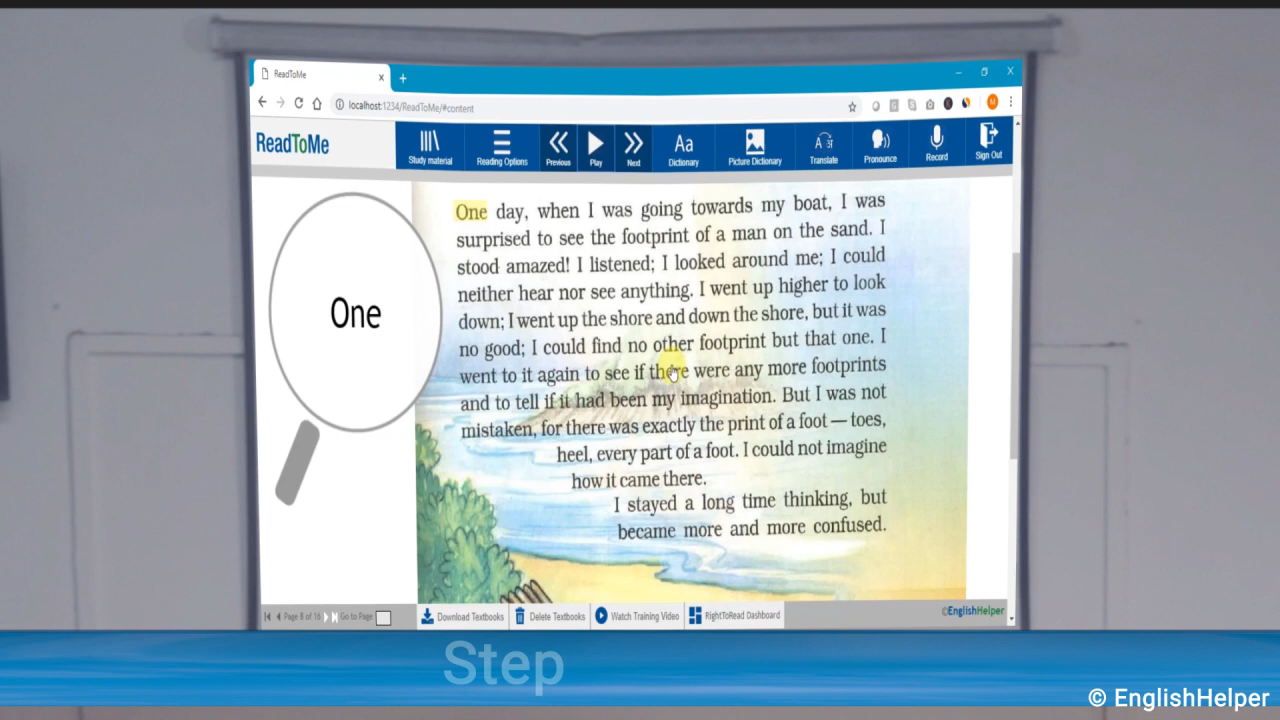 ReadToMe
localhost:1234/ReadToMe/#content
ReadToMe
Study material
Reading Options
Previous
Play
Next
Aa
Dictionary
Picture Dictionary
Translate
Pronounce
Record
Sign Out
One
One day, when I was going towards my boat, I was
surprised to see the footprint of a man on the sand. I
stood amazed! I listened; I looked around me; I could
neither hear nor see anything. I went up higher to look
down; I went up the shore and down the shore, but it was
no good; I could find no other footprint but that one. I
went to it again to see if there were any more footprints
and to tell if it had been my imagination. But I was not
mistaken, for there was exactly the print of a foot — toes,
heel, every part of a foot. I could not imagine
how it came there.
I stayed a long time thinking, but
became more and more confused.
Page 8 of 16
Go to Page
Download Textbooks
Delete Textbooks
Watch Training Video
RightToRead Dashboard
©EnglishHelper
Step
© EnglishHelper